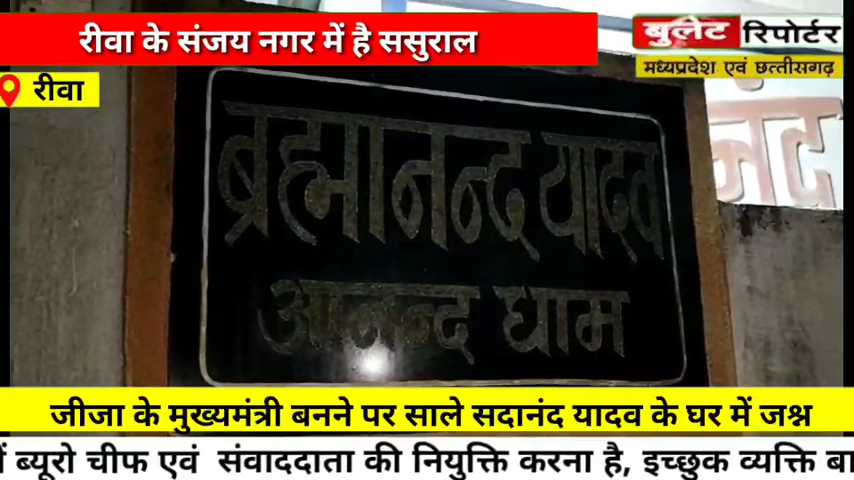 रीवा के संजय नगर में है ससुराल
बुलेट रिपोर्टर
मध्यप्रदेश एवं छत्तीसगढ़
रीवा
ब्रह्मानन्द यादव
आनन्द धाम
जीजा के मुख्यमंत्री बनने पर साले सदानंद यादव के घर में जश्न
ब्यूरो चीफ एवं संवाददाता की नियुक्ति करना है, इच्छुक व्यक्ति